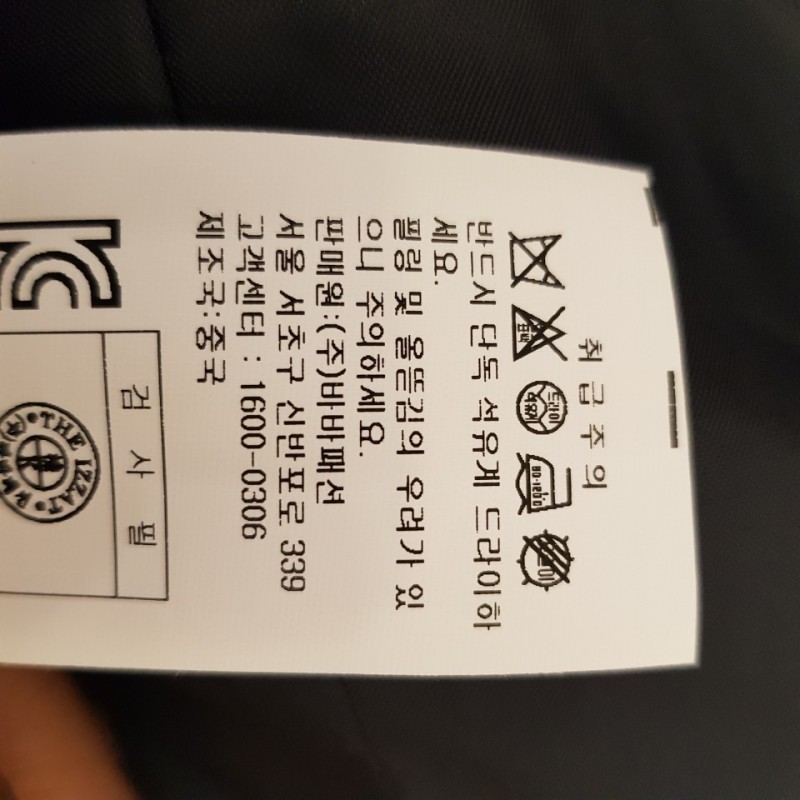 취급주의
반드시 단독 석유계 드라이하
세요.
필링 및 올뜯김의 우려가 있
으니 주의하세요.
판매원:(주)바바패션
서울 서초구 신반포로 339
고객센터 : 1600-0306
제조국:중국
검 사 필
THE IZZAT